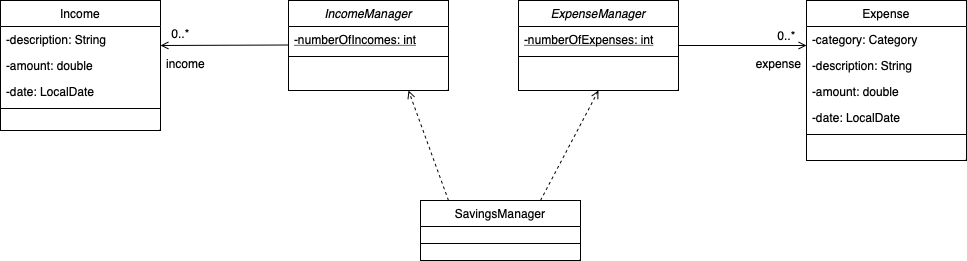 Income
-description: String
-amount: double
-date: LocalDate
0..*
income
IncomeManager
-numberOfIncomes: int
ExpenseManager
-numberOfExpenses: int
0..*
expense
Expense
-category: Category
-description: String
-amount: double
-date: LocalDate
SavingsManager